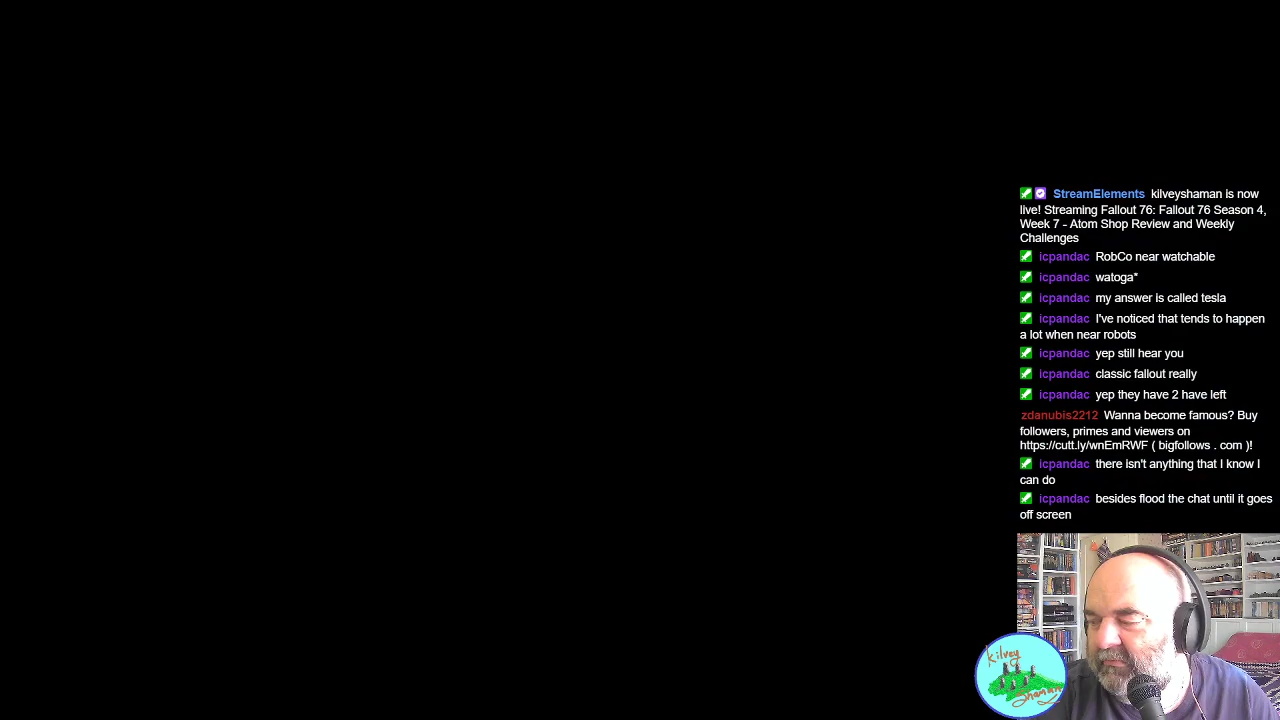 StreamElements kilveyshaman is now
live! Streaming Fallout 76: Fallout 76 Season 4,
Week 7 - Atom Shop Review and Weekly
Challenges
icpandac RobCo near watchable
icpandac watoga*
icpandac my answer is called tesla
icpandac I've noticed that tends to happen
a lot when near robots
icpandac yep still hear you
icpandac classic fallout really
icpandac yep they have 2 have left
zdanubis2212 Wanna become famous? Buy
followers, primes and viewers on
https://cutt.ly/wnEmRWF ( bigfollows . com )!
icpandac there isn't anything that I know I
can do
icpandac besides flood the chat until it goes
off screen
Kilvey
Shaman